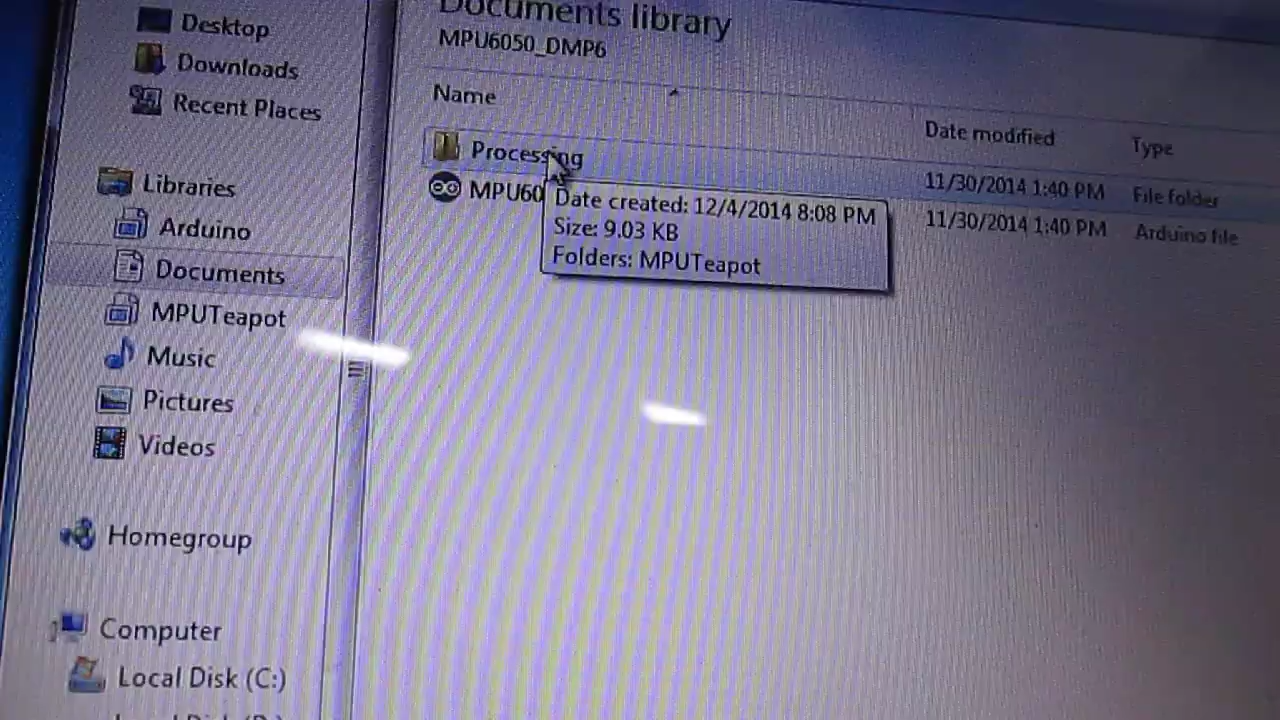 Documents library
MPU6050_DMP6
Desktop
Downloads
Recent Places
Libraries
Arduino
Documents
MPUTeapot
Music
Pictures
Videos
Homegroup
Computer
Local Disk (C:)
Name
Date modified
Type
Processing
11/30/2014 1:40 PM
File folder
MPU60
11/30/2014 1:40 PM
Arduino file
Date created: 12/4/2014 8:08 PM
Size: 9.03 KB
Folders: MPUTeapot